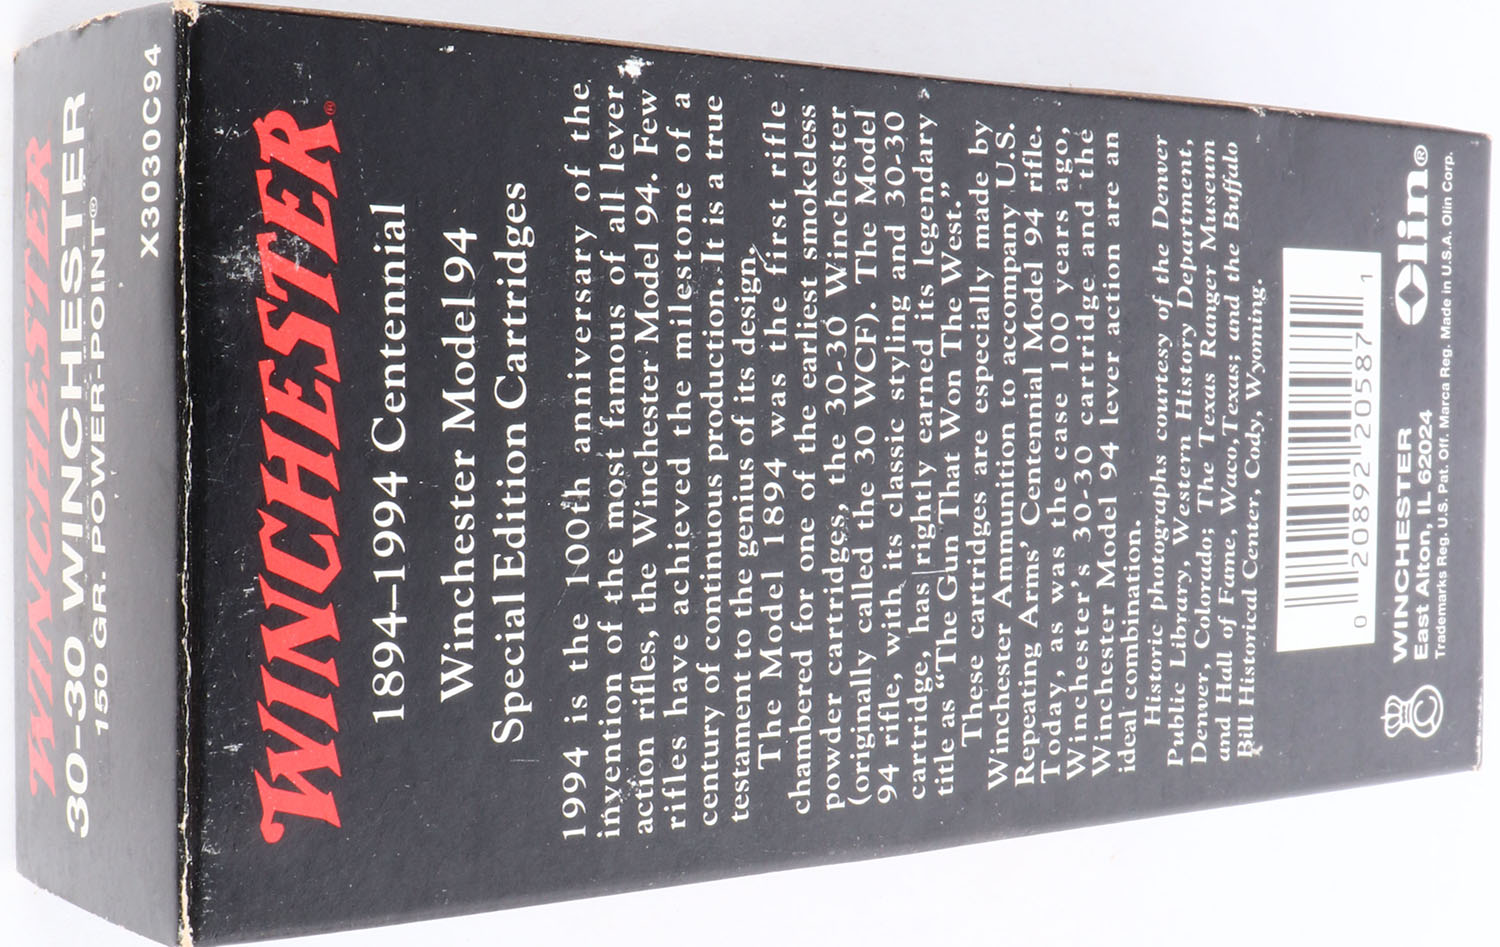 WINCHESTER
30-30 WINCHESTER
150 GR. POWER-POINT®
X3030C94
WINCHESTER®
1894–1994 Centennial
Winchester Model 94
Special Edition Cartridges
1994 is the 100th anniversary of the
invention of the most famous of all lever
action rifles, the Winchester Model 94. Few
rifles have achieved the milestone of a
century of continuous production. It is a true
testament to the genius of its design.
The Model 1894 was the first rifle
chambered for one of the earliest smokeless
powder cartridges, the 30-30 Winchester
(originally called the 30 WCF). The Model
94 rifle, with its classic styling and 30-30
cartridge, has rightly earned its legendary
title as “The Gun That Won The West.”
These cartridges are especially made by
Winchester Ammunition to accompany U.S.
Repeating Arms’ Centennial Model 94 rifle.
Today, as was the case 100 years ago,
Winchester’s 30-30 cartridge and the
Winchester Model 94 lever action are an
ideal combination.
Historic photographs courtesy of the Denver
Public Library, Western History Department,
Denver, Colorado; The Texas Ranger Museum
and Hall of Fame, Waco, Texas; and the Buffalo
Bill Historical Center, Cody, Wyoming.
0 20892 20587 1
WINCHESTER
East Alton, IL 62024
Trademarks Reg. U.S. Pat. Off. Marca Reg. Made in U.S.A. Olin Corp.
Olin®